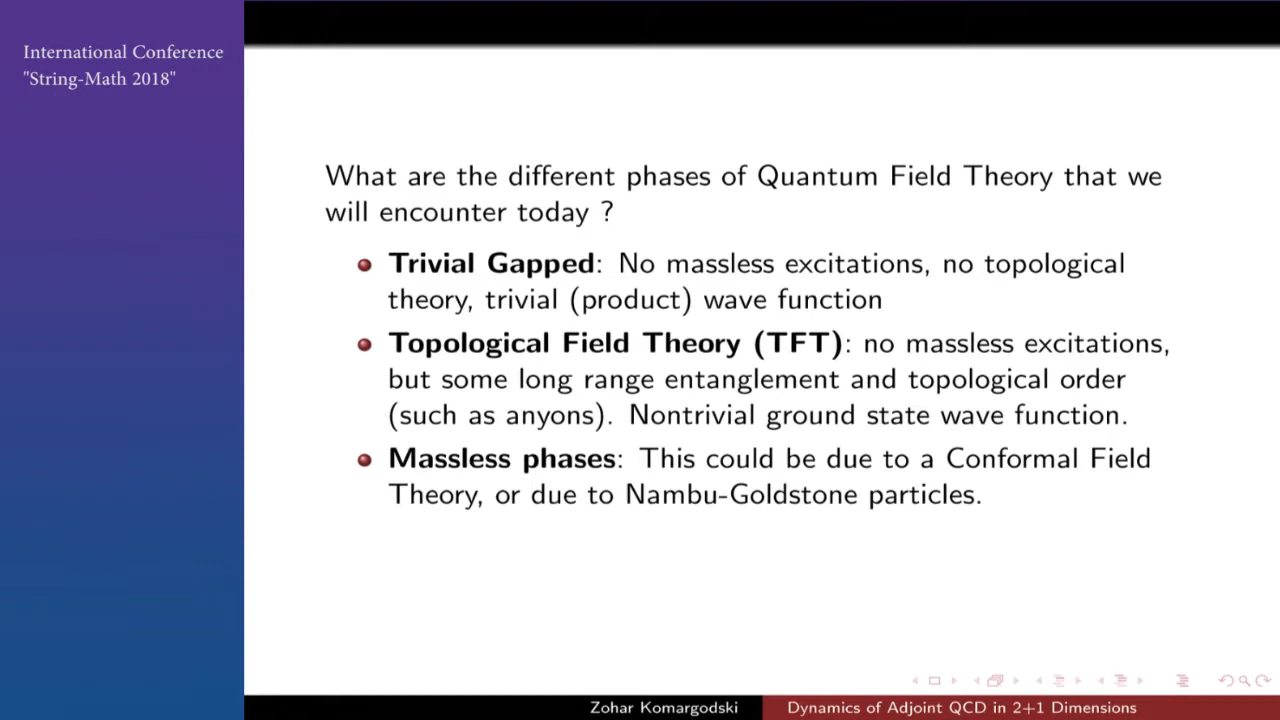 International Conference
"String-Math 2018"
What are the different phases of Quantum Field Theory that we
will encounter today ?
Trivial Gapped: No massless excitations, no topological
theory, trivial (product) wave function
Topological Field Theory (TFT): no massless excitations,
but some long range entanglement and topological order
(such as anyons). Nontrivial ground state wave function.
Massless phases: This could be due to a Conformal Field
Theory, or due to Nambu-Goldstone particles.
Zohar Komargodski
Dynamics of Adjoint QCD in 2+1 Dimensions